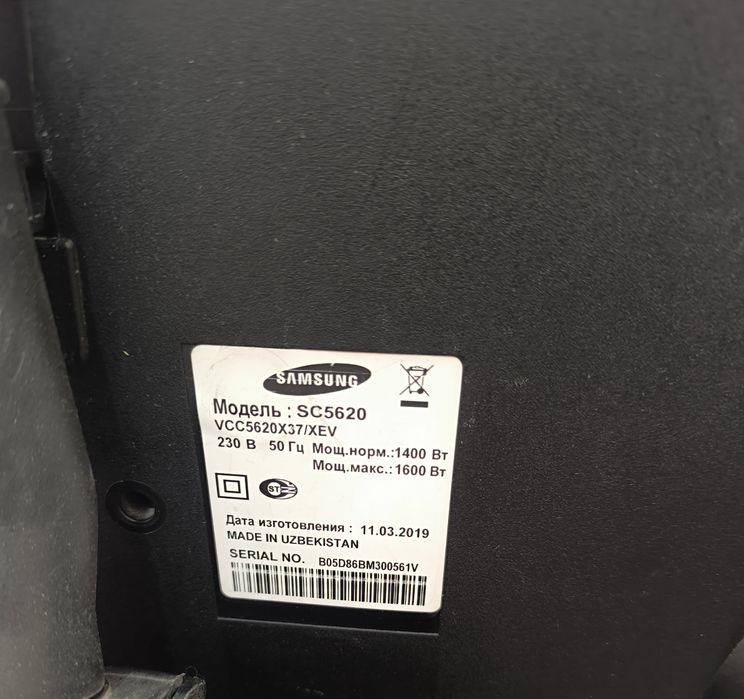 SAMSUNG
Модель : SC5620
VCC5620X37/XEV
230 В 50 Гц Мощ.норм.:1400 Вт
Мощ.макс.:1600 Вт
ST
Дата изготовления : 11.03.2019
MADE IN UZBEKISTAN
SERIAL NO. B05D86BM300561V